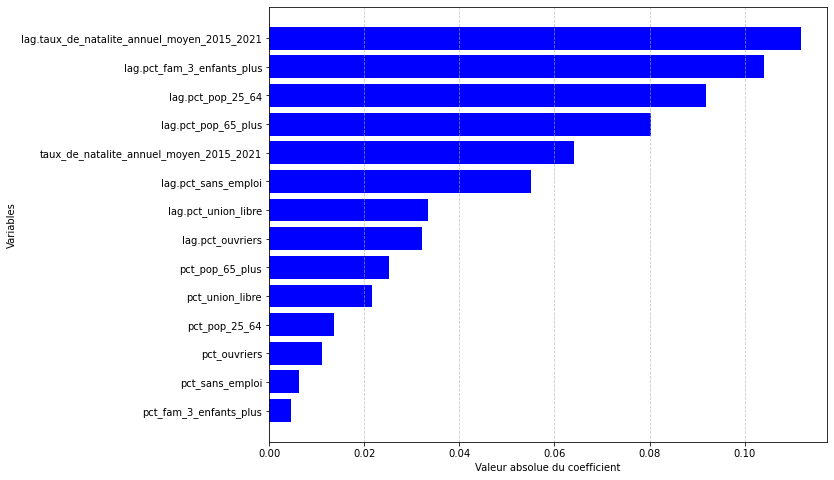 lag.taux_de_natalite_annuel_moyen_2015_2021
lag.pct_fam_3_enfants_plus
lag.pct_pop_25_64
lag.pct_pop_65_plus
taux_de_natalite_annuel_moyen_2015_2021
lag.pct_sans_emploi
lag.pct_union_libre
lag.pct_ouvriers
pct_pop_65_plus
pct_union_libre
pct_pop_25_64
pct_ouvriers
pct_sans_emploi
pct_fam_3_enfants_plus
Variables
0.00 0.02 0.04 0.06 0.08 0.10
Valeur absolue du coefficient